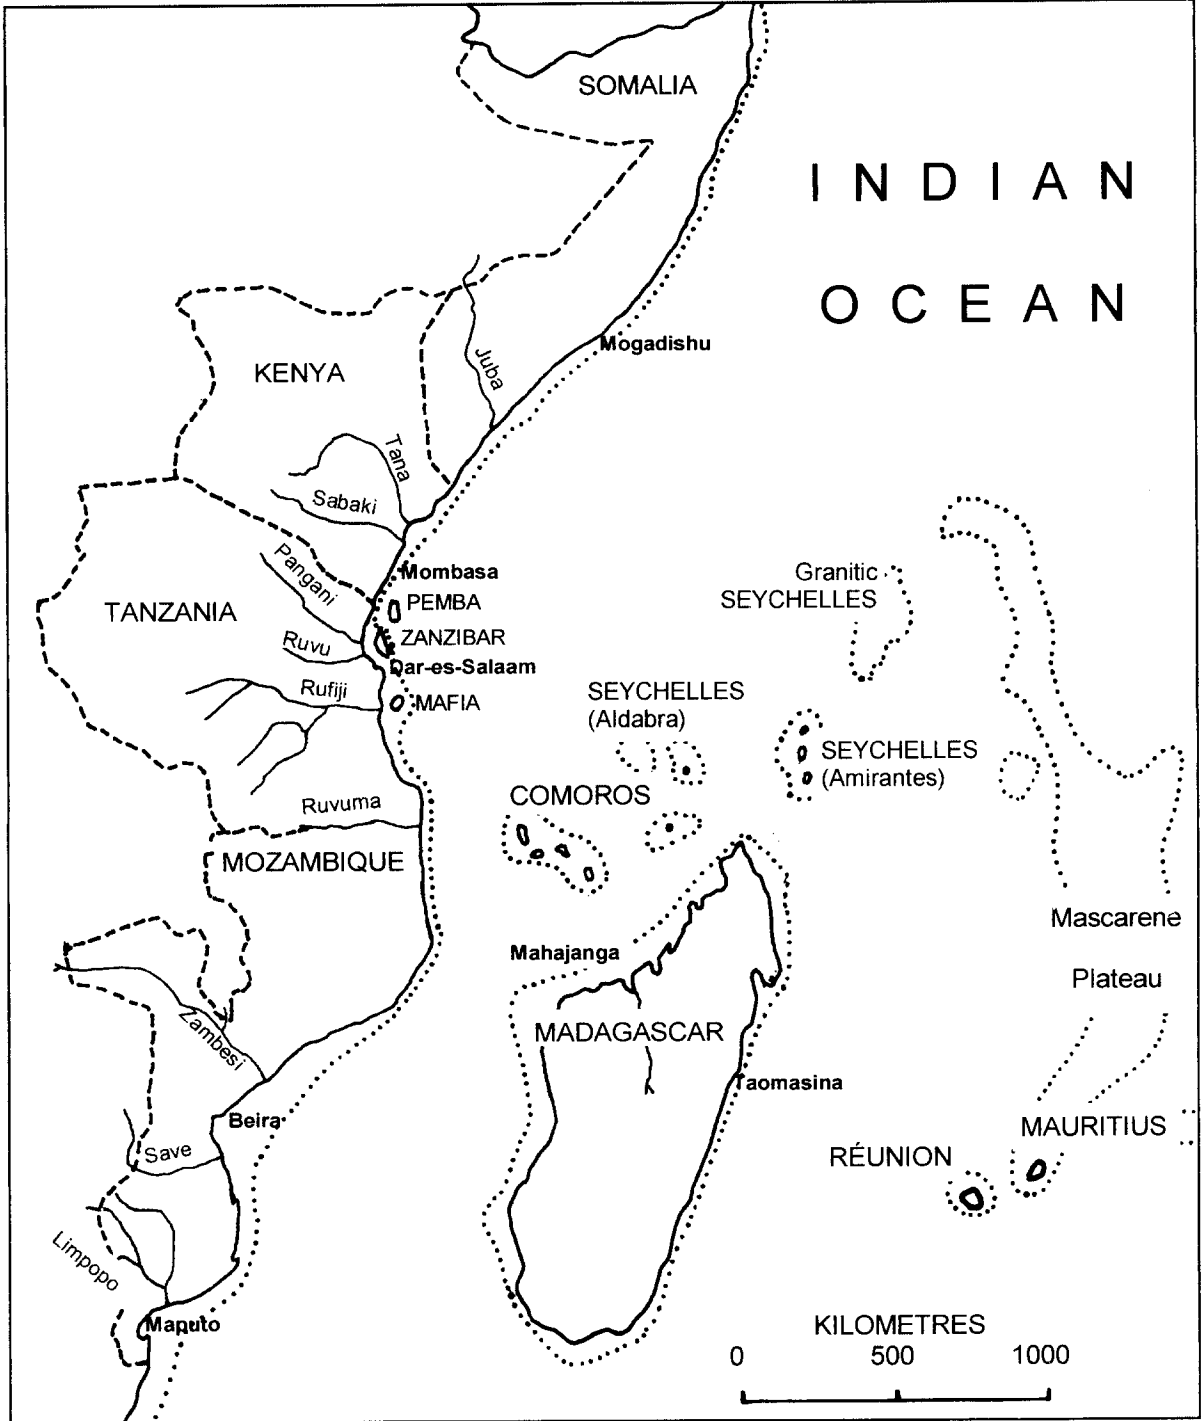 SOMALIA
I N D I A N
O C E A N
Mogadishu
Juba
KENYA
Tana
Sabaki
Pangani
Mombasa
PEMBA
TANZANIA
ZANZIBAR
Ruvu
Dar-es-Salaam
Rufiji
MAFIA
Granitic
SEYCHELLES
SEYCHELLES
(Aldabra)
SEYCHELLES
(Amirantes)
COMOROS
Ruvuma
MOZAMBIQUE
Mascarene
Plateau
Mahajanga
MADAGASCAR
Zambesi
Taomasina
Beira
MAURITIUS
Save
RÉUNION
Limpopo
Maputo
KILOMETRES
0 500 1000